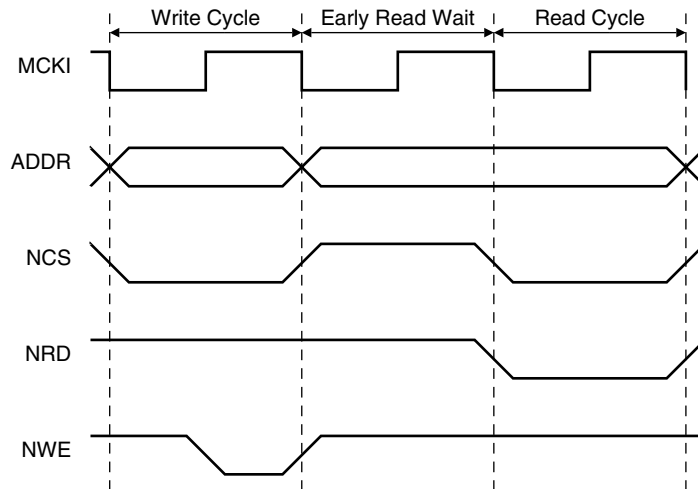 Write Cycle Early Read Wait Read Cycle
MCKI
ADDR
NCS
NRD
NWE